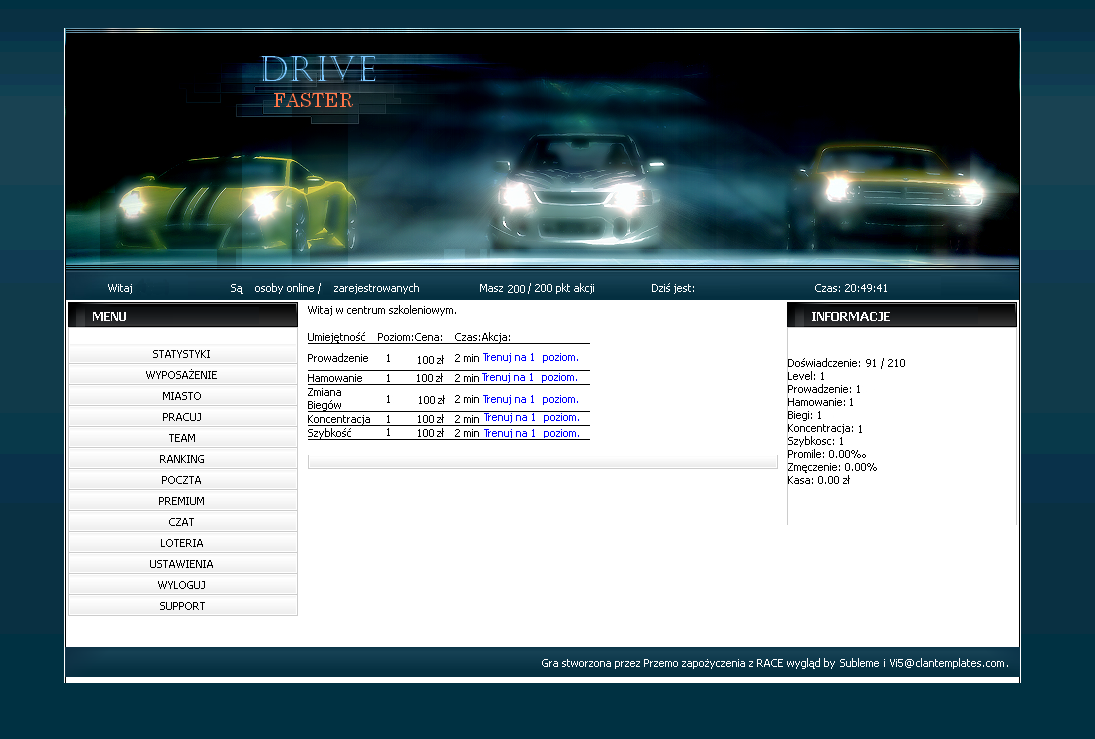 DRIVE
FASTER
Witaj Są osoby online / zarejestrowanych Masz 200 / 200 pkt akcji Dziś jest: Czas: 20:49:41
MENU
STATYSTYKI
WYPOSAŻENIE
MIASTO
PRACUJ
TEAM
RANKING
POCZTA
PREMIUM
CZAT
LOTERIA
USTAWIENIA
WYLOGUJ
SUPPORT
Witaj w centrum szkoleniowym.
Umiejętność Poziom:Cena: Czas:Akcja:
Prowadzenie 1 100 zł 2 min Trenuj na 1 poziom.
Hamowanie 1 100 zł 2 min Trenuj na 1 poziom.
Zmiana
Biegów 1 100 zł 2 min Trenuj na 1 poziom.
Koncentracja 1 100 zł 2 min Trenuj na 1 poziom.
Szybkość 1 100 zł 2 min Trenuj na 1 poziom.
INFORMACJE
Doświadczenie: 91 / 210
Level: 1
Prowadzenie: 1
Hamowanie: 1
Biegi: 1
Koncentracja: 1
Szybkosc: 1
Promile: 0.00‰
Zmęczenie: 0.00%
Kasa: 0.00 zł
Gra stworzona przez Przemo zapożyczenia z RACE wygląd by Subleme i Vi5@clantemplates.com.